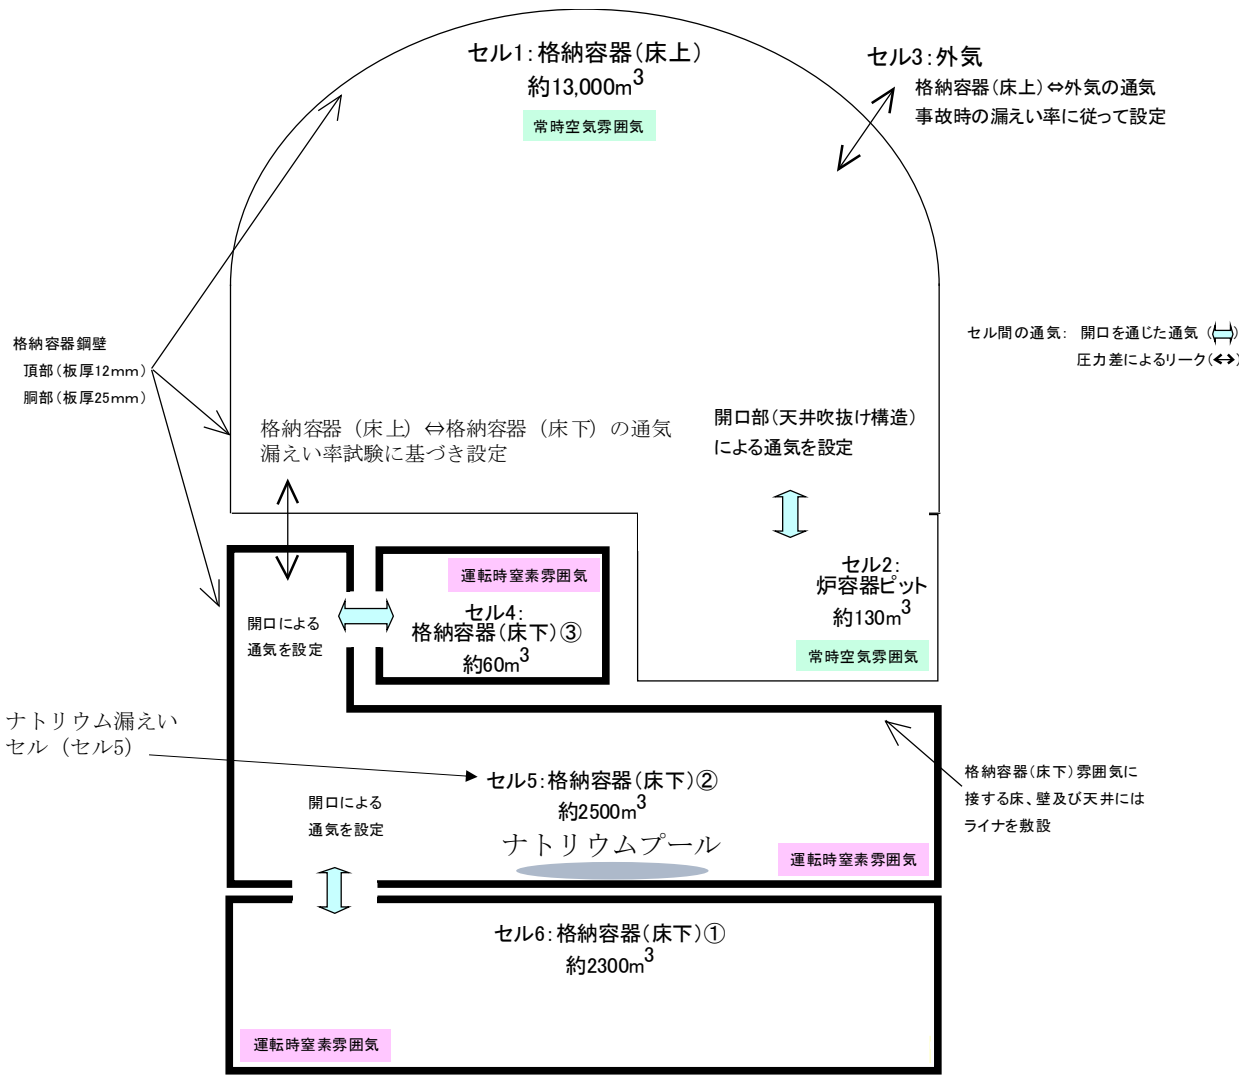 セル1：格納容器（床上）
約13,000m3
常時空気雰囲気
セル3：外気
格納容器（床上）⇔外気の通気
事故時の漏えい率に従って設定
格納容器鋼壁
頂部（板厚12mm）
胴部（板厚25mm）
セル間の通気： 開口を通じた通気（⇔）
圧力差によるリーク（↔）
格納容器（床上）⇔格納容器（床下）の通気
漏えい率試験に基づき設定
開口部（天井吹抜け構造）
による通気を設定
運転時窒素雰囲気
セル4：
格納容器（床下）③
約60m3
開口による
通気を設定
セル2：
炉容器ピット
約130m3
常時空気雰囲気
ナトリウム漏えい
セル（セル5）
セル5：格納容器（床下）②
約2500m3
ナトリウムプール
開口による
通気を設定
運転時窒素雰囲気
格納容器（床下）雰囲気に
接する床、壁及び天井には
ライナを敷設
セル6：格納容器（床下）①
約2300m3
運転時窒素雰囲気